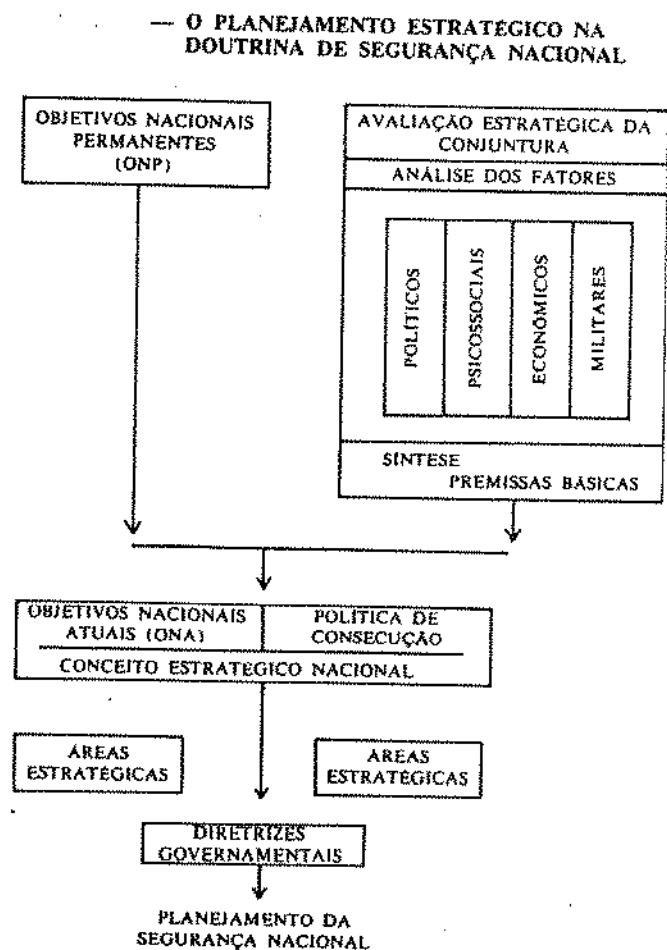 — O PLANEJAMENTO ESTRATÉGICO NA
DOUTRINA DE SEGURANÇA NACIONAL
OBJETIVOS NACIONAIS
PERMANENTES
(ONP)
AVALIAÇÃO ESTRATÉGICA DA
CONJUNTURA
ANÁLISE DOS FATORES
POLÍTICOS
PSICOSSOCIAIS
ECONÔMICOS
MILITARES
SÍNTESE
PREMISSAS BÁSICAS
OBJETIVOS NACIONAIS
ATUAIS (ONA)
POLÍTICA DE
CONSECUÇÃO
CONCEITO ESTRATÉGICO NACIONAL
ÁREAS
ESTRATÉGICAS
ÁREAS
ESTRATÉGICAS
DIRETRIZES
GOVERNAMENTAIS
PLANEJAMENTO DA
SEGURANÇA NACIONAL